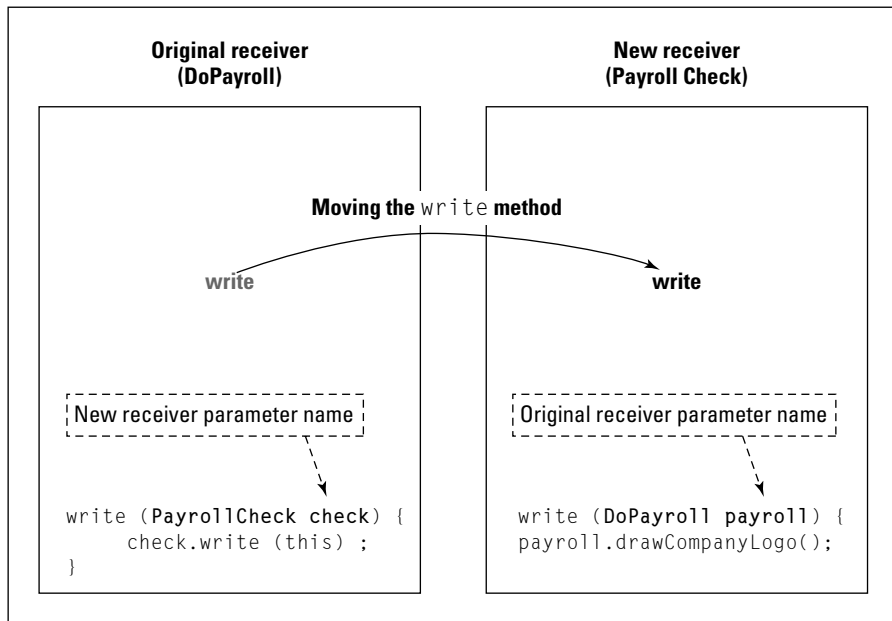 Original receiver
(DoPayroll)
New receiver
(Payroll Check)
Moving the write method
write
write
New receiver parameter name
Original receiver parameter name
write (PayrollCheck check) {
check.write (this) ;
}
write (DoPayroll payroll) {
payroll.drawCompanyLogo();